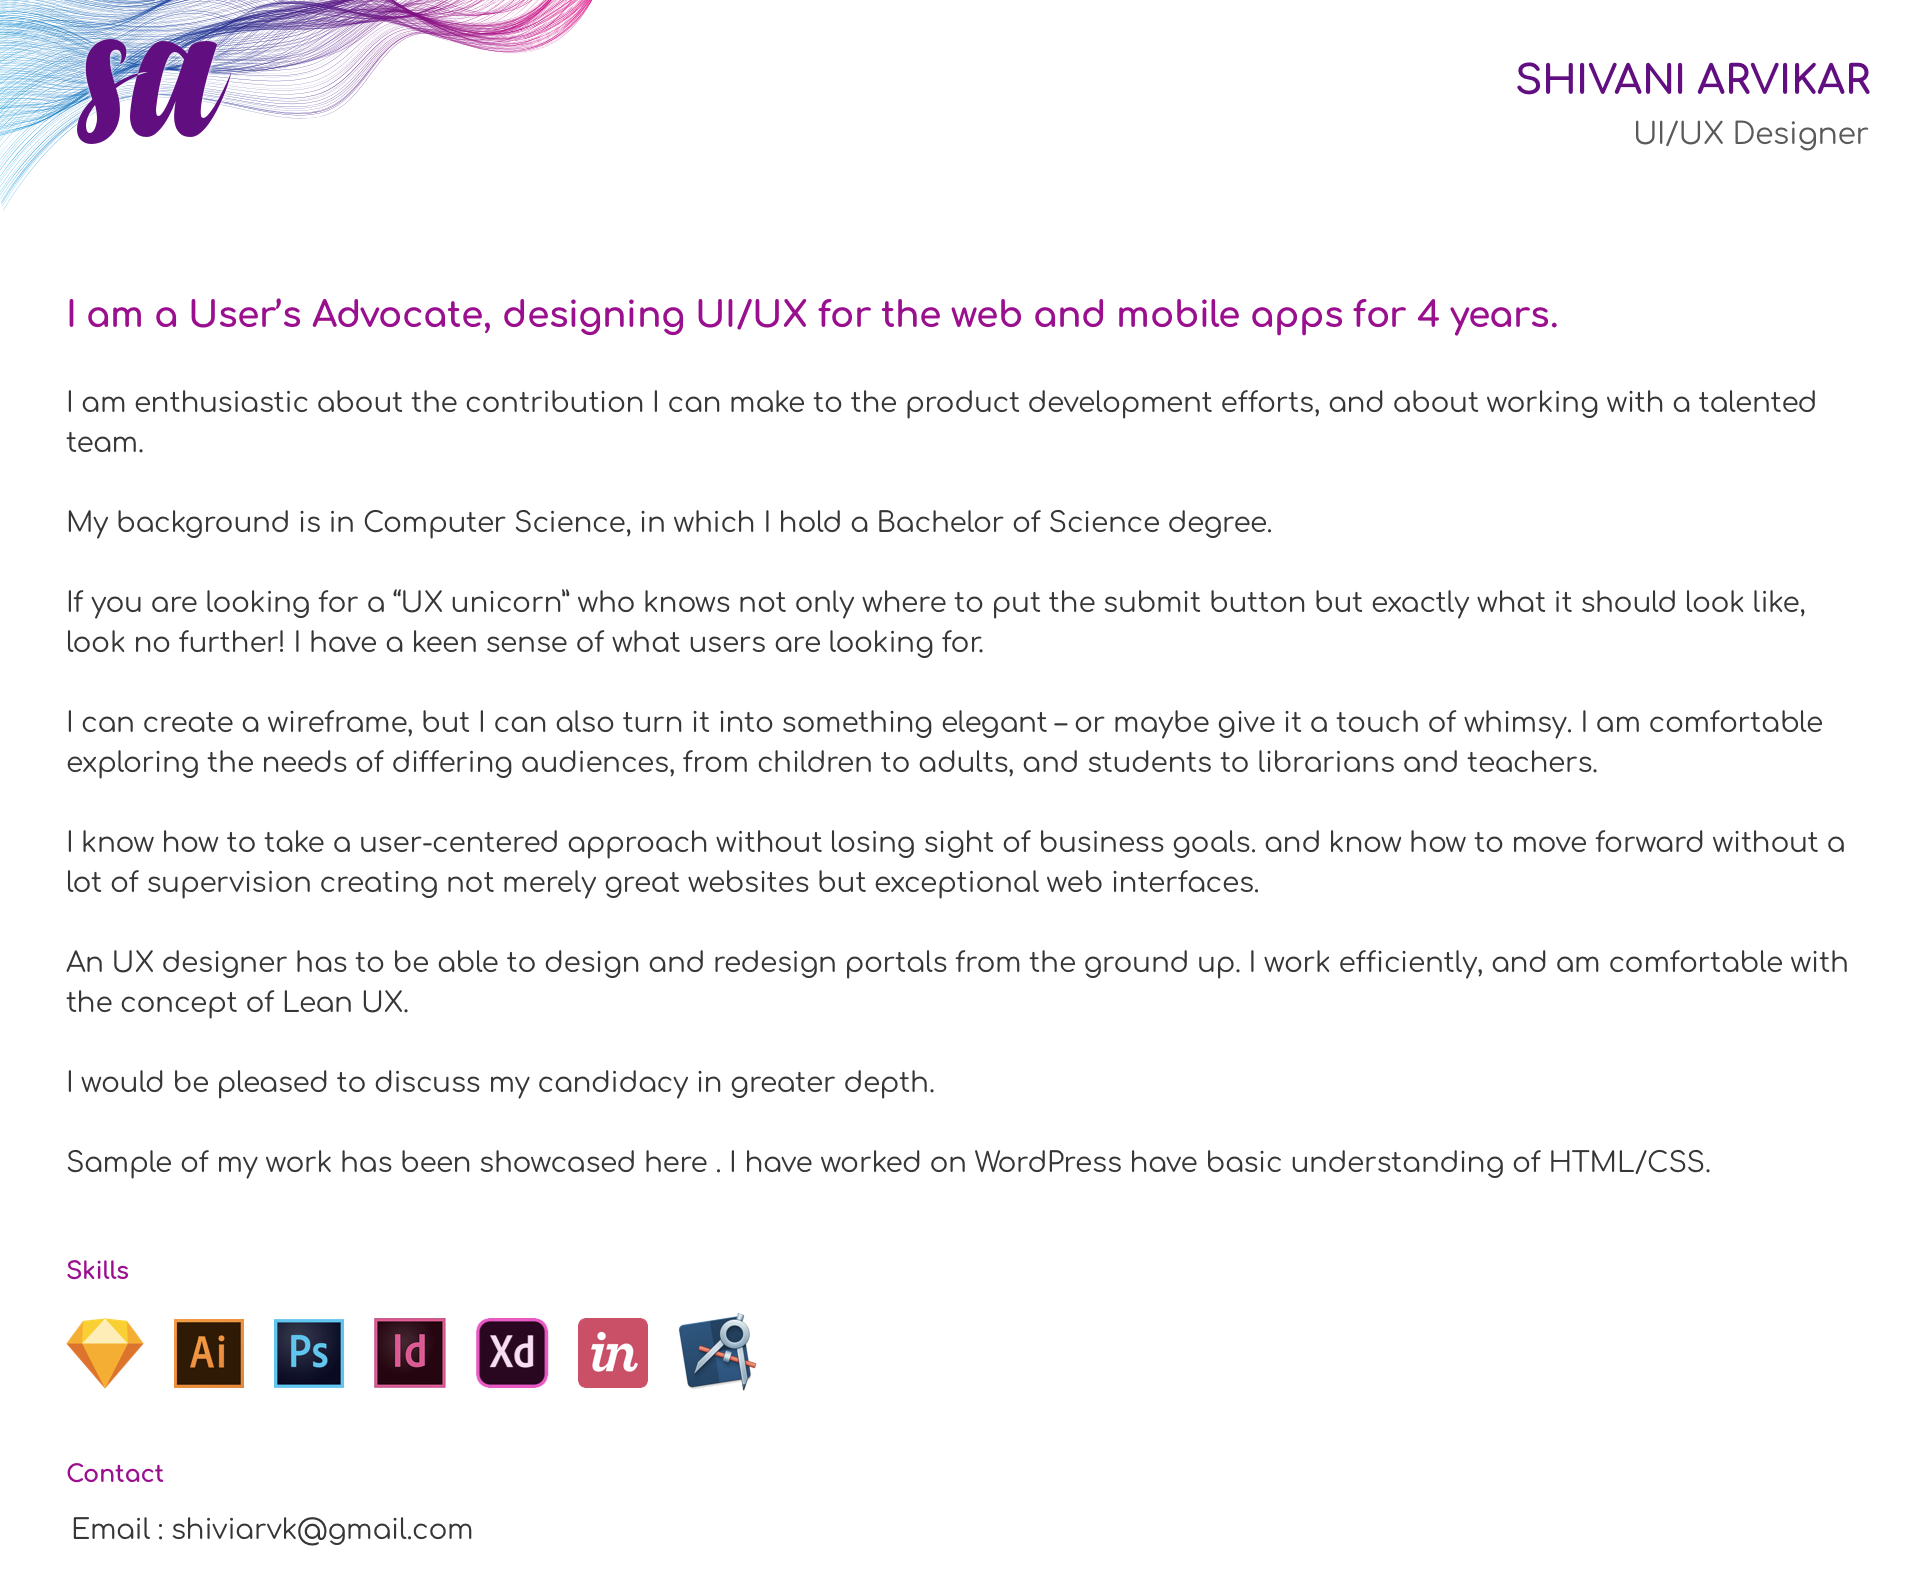 sa
SHIVANI ARVIKAR
UI/UX Designer
I am a User’s Advocate, designing UI/UX for the web and mobile apps for 4 years.
I am enthusiastic about the contribution I can make to the product development efforts, and about working with a talented
team.
My background is in Computer Science, in which I hold a Bachelor of Science degree.
If you are looking for a “UX unicorn” who knows not only where to put the submit button but exactly what it should look like,
look no further! I have a keen sense of what users are looking for.
I can create a wireframe, but I can also turn it into something elegant – or maybe give it a touch of whimsy. I am comfortable
exploring the needs of differing audiences, from children to adults, and students to librarians and teachers.
I know how to take a user-centered approach without losing sight of business goals. and know how to move forward without a
lot of supervision creating not merely great websites but exceptional web interfaces.
An UX designer has to be able to design and redesign portals from the ground up. I work efficiently, and am comfortable with
the concept of Lean UX.
I would be pleased to discuss my candidacy in greater depth.
Sample of my work has been showcased here . I have worked on WordPress have basic understanding of HTML/CSS.
Skills
Ai Ps Id Xd in
Contact
Email : shiviarvk@gmail.com